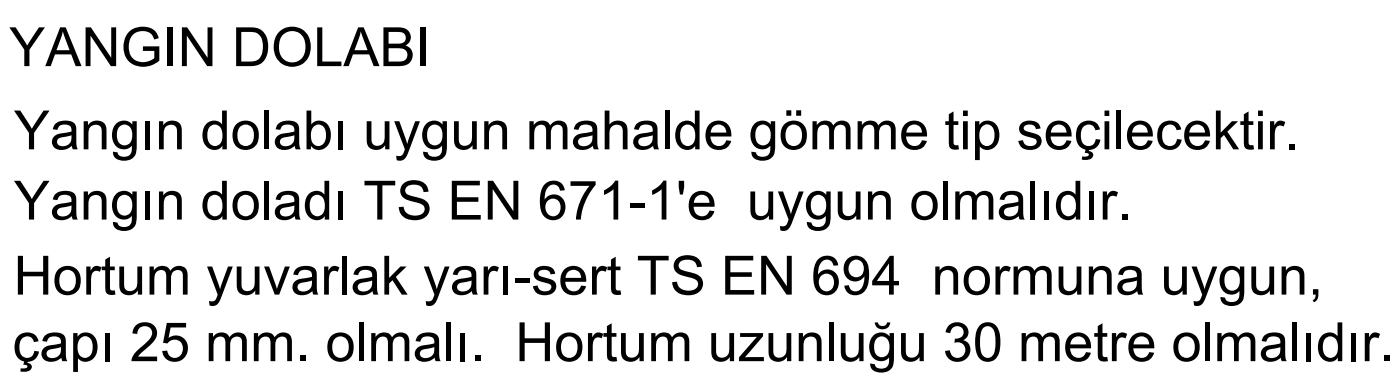 YANGIN DOLABI
Yangın dolabı uygun mahalde gömme tip seçilecektir.
Yangın doladı TS EN 671-1'e  uygun olmalıdır.
Hortum yuvarlak yarı-sert TS EN 694  normuna uygun,
çapı 25 mm. olmalı.  Hortum uzunluğu 30 metre olmalıdır.